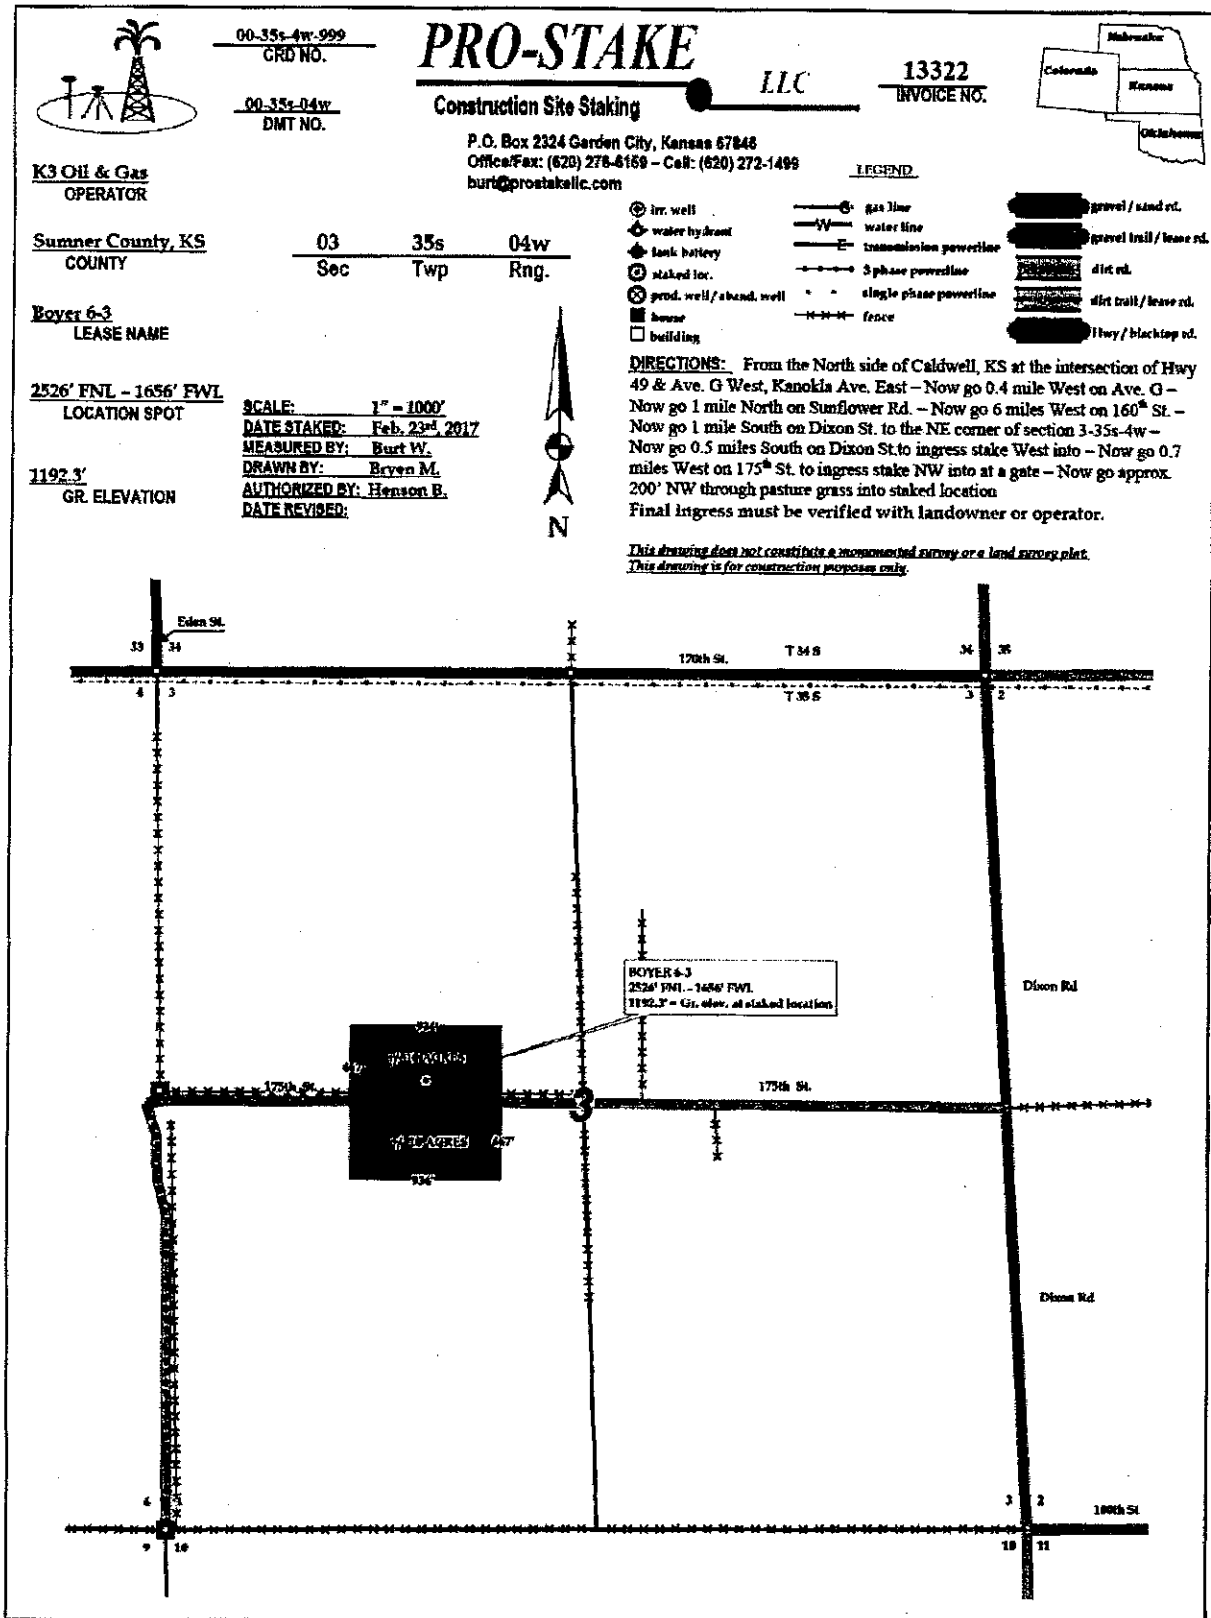 00-35s-4w-999
GRD NO.
00-35s-04w
DMT NO.
PRO-STAKE
LLC
Construction Site Staking
P.O. Box 2324 Garden City, Kansas 67846
Office/Fax: (620) 276-6159 – Cell: (620) 272-1499
burt@prostakellc.com
13322
INVOICE NO.
Nebraska
Colorado
Kansas
Oklahoma
K3 Oil & Gas
OPERATOR
Sumner County, KS
COUNTY
03 35s 04w
Sec Twp Rng.
Boyer 6-3
LEASE NAME
2526' FNL – 1656' FWL
LOCATION SPOT
1192.3'
GR. ELEVATION
SCALE: 1" = 1000'
DATE STAKED: Feb. 23rd, 2017
MEASURED BY: Burt W.
DRAWN BY: Bryen M.
AUTHORIZED BY: Henson B.
DATE REVISED:
N
LEGEND
irr. well
water hydrant
tank battery
staked loc.
prod. well / aband. well
house
building
G gas line
W water line
E transmission powerline
3 phase powerline
single phase powerline
fence
gravel / sand rd.
gravel trail / lease rd.
dirt rd.
dirt trail / lease rd.
Hwy / blacktop rd.
DIRECTIONS: From the North side of Caldwell, KS at the intersection of Hwy
49 & Ave. G West, Kanokla Ave. East – Now go 0.4 mile West on Ave. G –
Now go 1 mile North on Sunflower Rd. – Now go 6 miles West on 160th St. –
Now go 1 mile South on Dixon St. to the NE corner of section 3-35s-4w –
Now go 0.5 miles South on Dixon St.to ingress stake West into – Now go 0.7
miles West on 175th St. to ingress stake NW into at a gate – Now go approx.
200' NW through pasture grass into staked location
Final ingress must be verified with landowner or operator.
This drawing does not constitute a monumented survey or a land survey plat.
This drawing is for construction purposes only.
Eden St.
33 34
170th St.
T 34 S
T 35 S
35
4 3
3 2
Dixon Rd
BOYER 6-3
2526' FNL – 1656' FWL
1192.3' = Gr. elev. at staked location
175th St.
3
175th St.
ACRES
667'
936'
Dixon Rd
3 2
180th St.
9 10
10 11